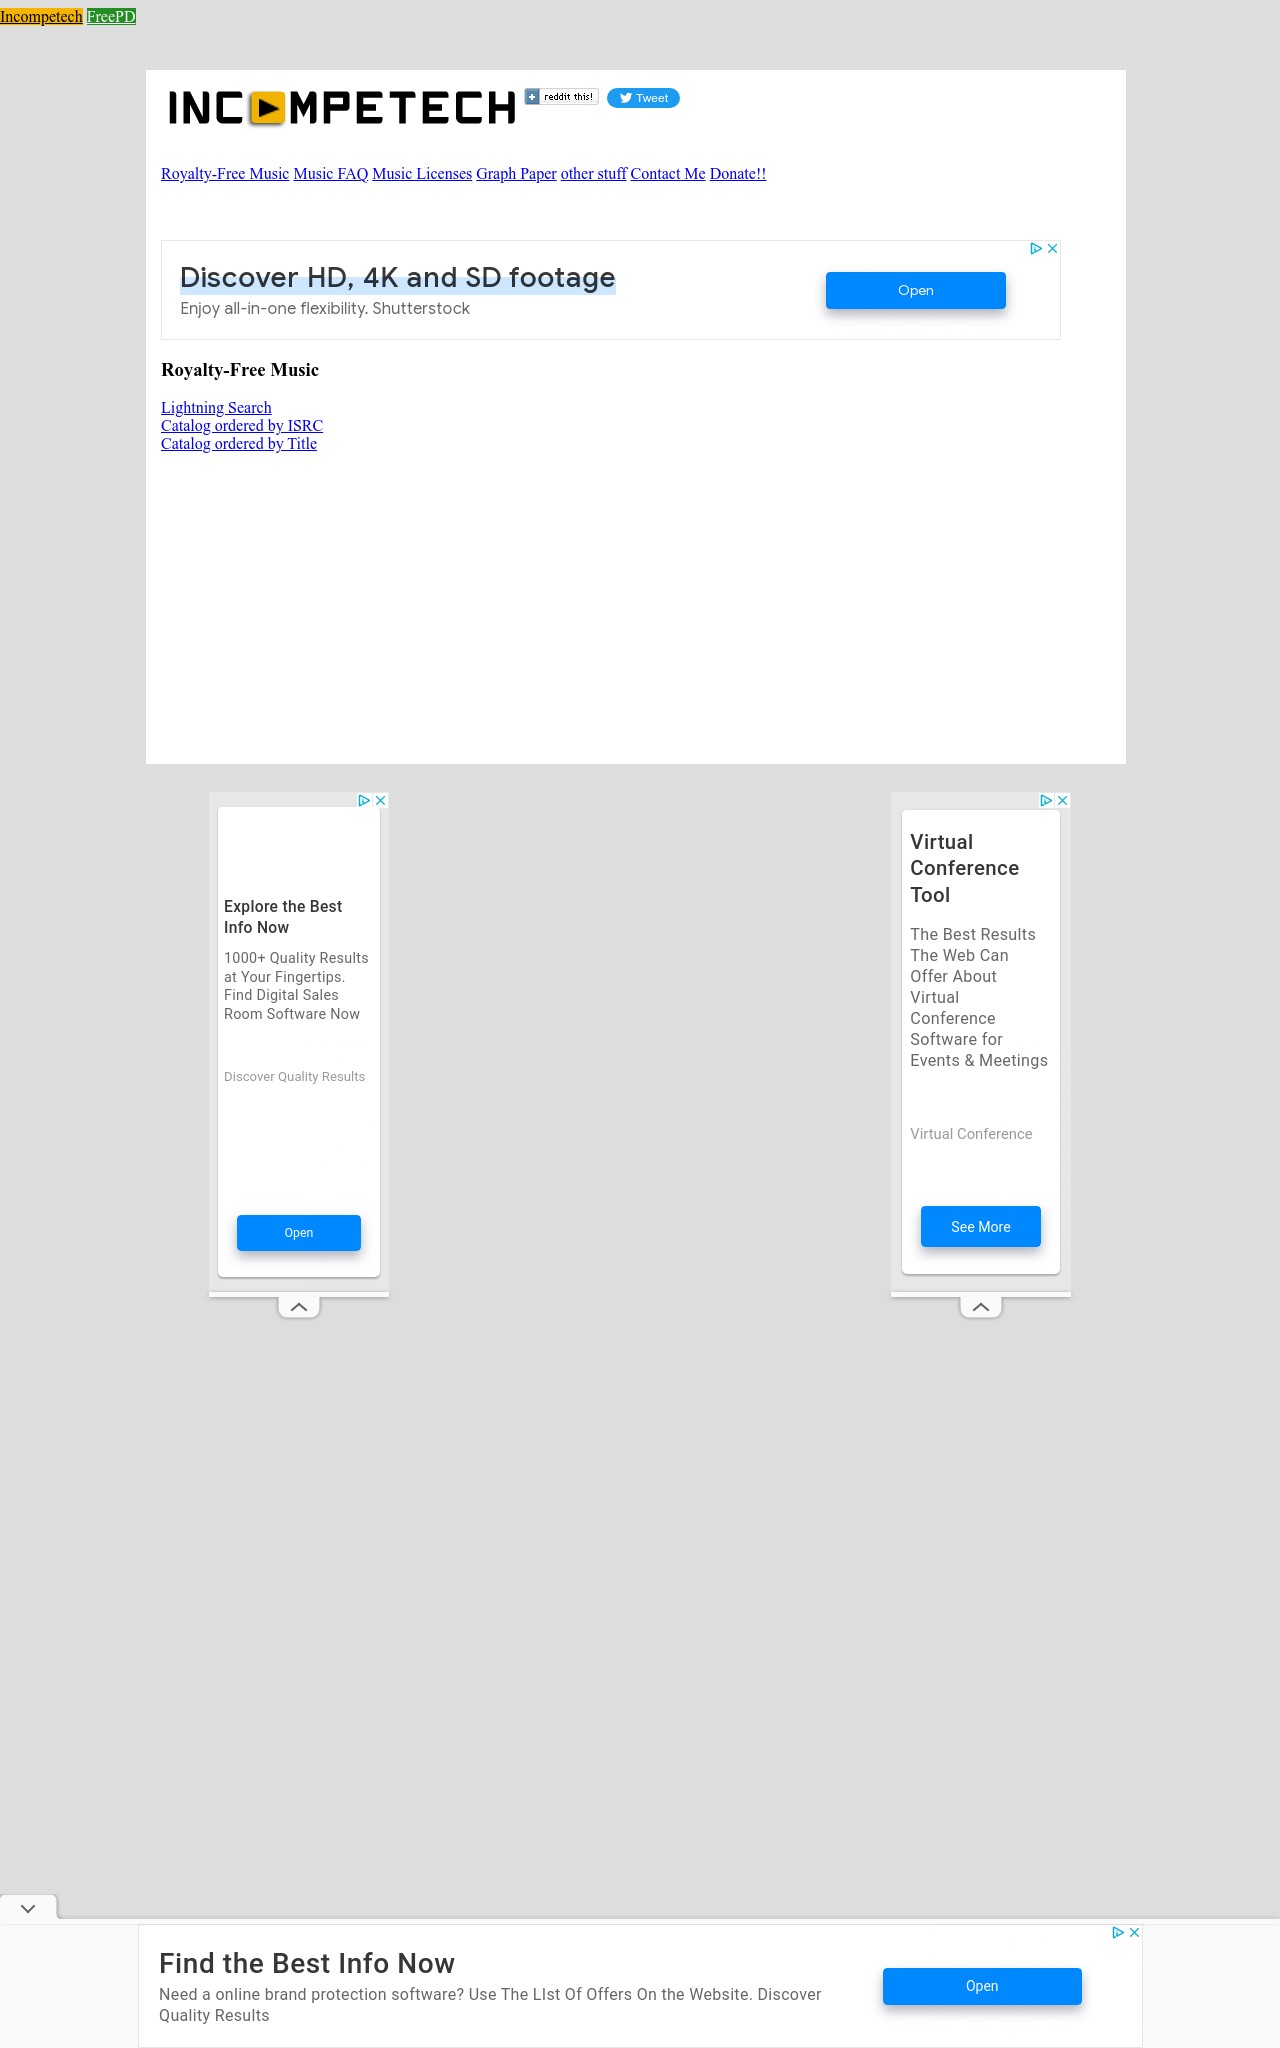 Incompetech FreePD
INCOMPETECH reddit this! Tweet
Royalty-Free Music Music FAQ Music Licenses Graph Paper other stuff Contact Me Donate!!
Discover HD, 4K and SD footage
Enjoy all-in-one flexibility. Shutterstock
Open
Royalty-Free Music
Lightning Search
Catalog ordered by ISRC
Catalog ordered by Title
Explore the Best
Info Now
1000+ Quality Results
at Your Fingertips.
Find Digital Sales
Room Software Now
Discover Quality Results
Open
Virtual
Conference
Tool
The Best Results
The Web Can
Offer About
Virtual
Conference
Software for
Events & Meetings
Virtual Conference
See More
Find the Best Info Now
Need a online brand protection software? Use The LIst Of Offers On the Website. Discover
Quality Results
Open